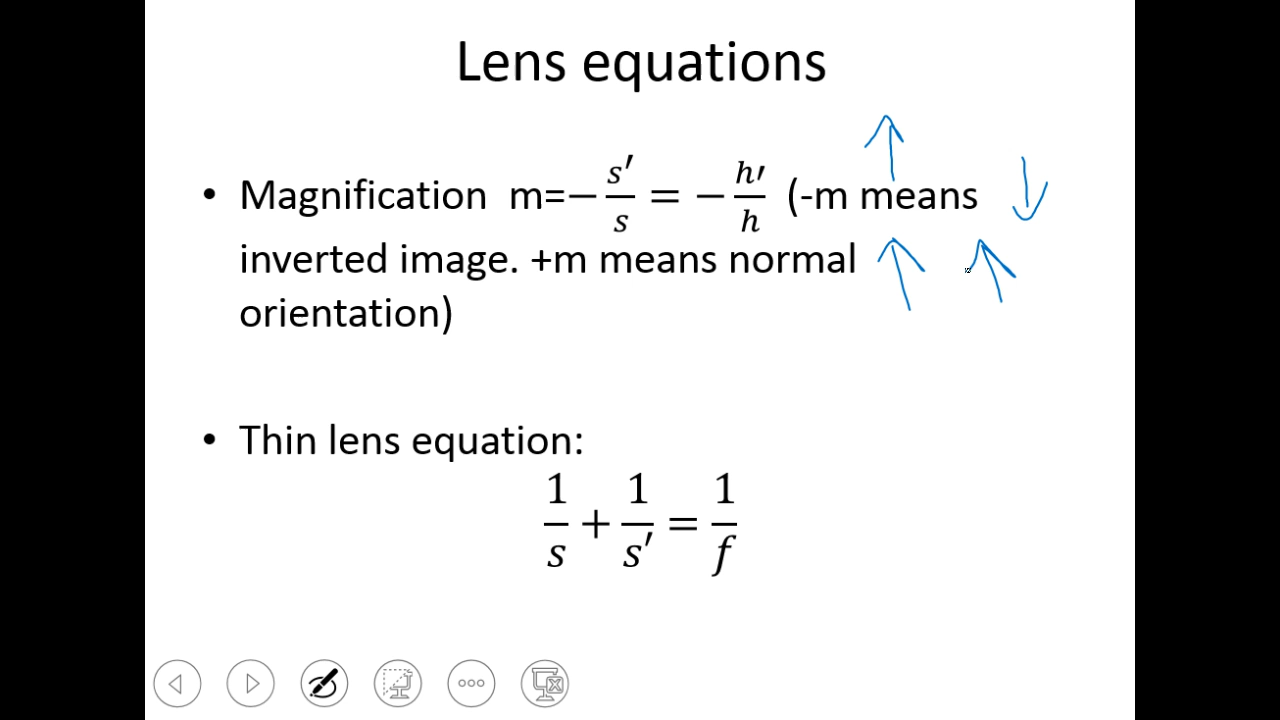 Lens equations
• Magnification m=−s′/s = −h′/h (-m means
inverted image. +m means normal
orientation)
• Thin lens equation:
1/s + 1/s′ = 1/f